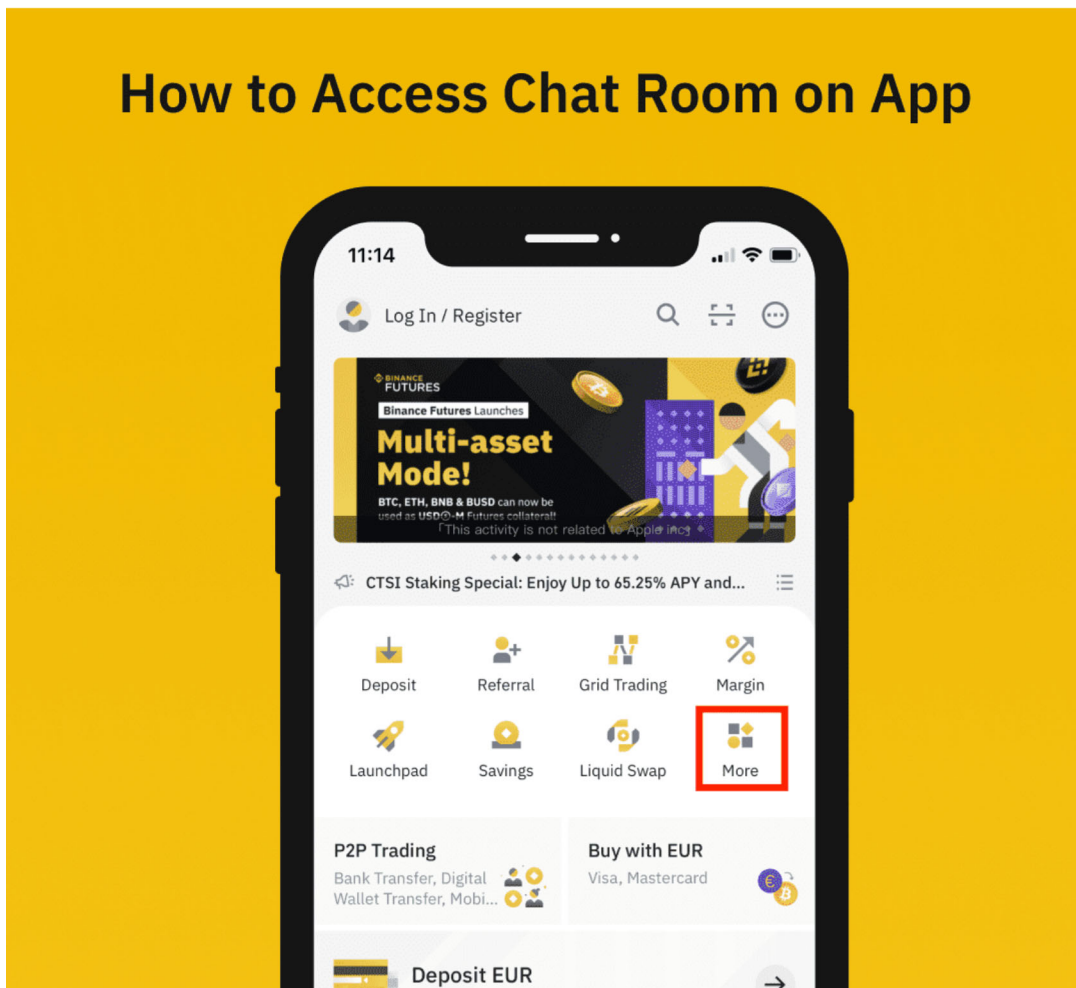 How to Access Chat Room on App
11:14
Log In / Register
BINANCE
FUTURES
Binance Futures Launches
Multi-asset
Mode!
BTC, ETH, BNB & BUSD can now be
used as USDⓈ-M Futures collateral!
「This activity is not related to Apple inc」
CTSI Staking Special: Enjoy Up to 65.25% APY and...
Deposit
Referral
Grid Trading
Margin
Launchpad
Savings
Liquid Swap
More
P2P Trading
Bank Transfer, Digital
Wallet Transfer, Mobi...
Buy with EUR
Visa, Mastercard
Deposit EUR